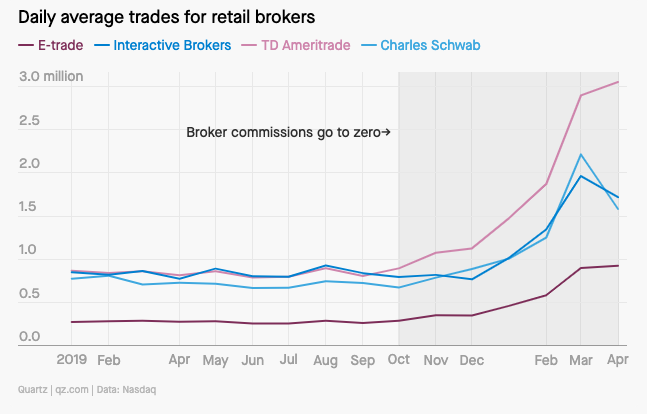 Daily average trades for retail brokers
E-trade Interactive Brokers TD Ameritrade Charles Schwab
3.0 million
2.5
Broker commissions go to zero→
2.0
1.5
1.0
0.5
0.0
2019 Feb Apr May Jun Jul Aug Sep Oct Nov Dec Feb Mar Apr
Quartz | qz.com | Data: Nasdaq